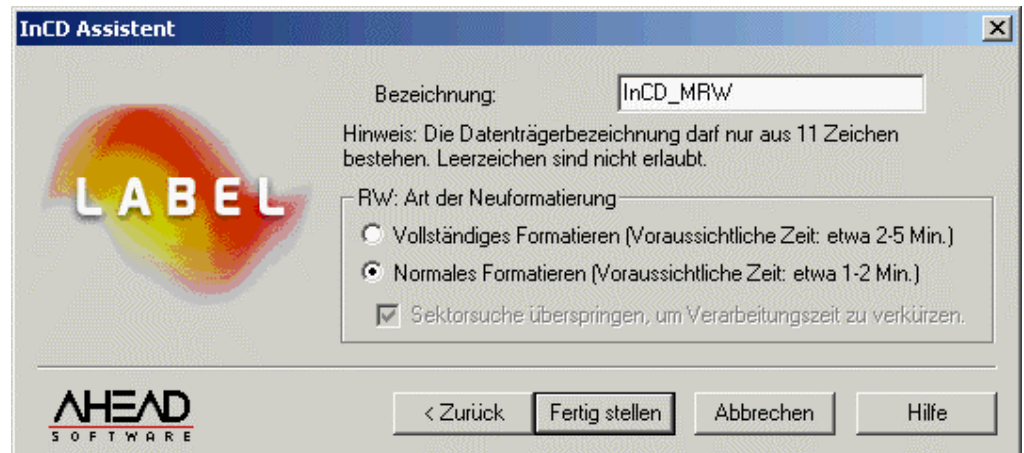 InCD Assistent
Bezeichnung:
InCD_MRW
Hinweis: Die Datenträgerbezeichnung darf nur aus 11 Zeichen
bestehen. Leerzeichen sind nicht erlaubt.
LABEL
RW: Art der Neuformatierung
Vollständiges Formatieren (Voraussichtliche Zeit: etwa 2-5 Min.)
Normales Formatieren (Voraussichtliche Zeit: etwa 1-2 Min.)
Sektorsuche überspringen, um Verarbeitungszeit zu verkürzen.
AHEAD
SOFTWARE
< Zurück
Fertig stellen
Abbrechen
Hilfe